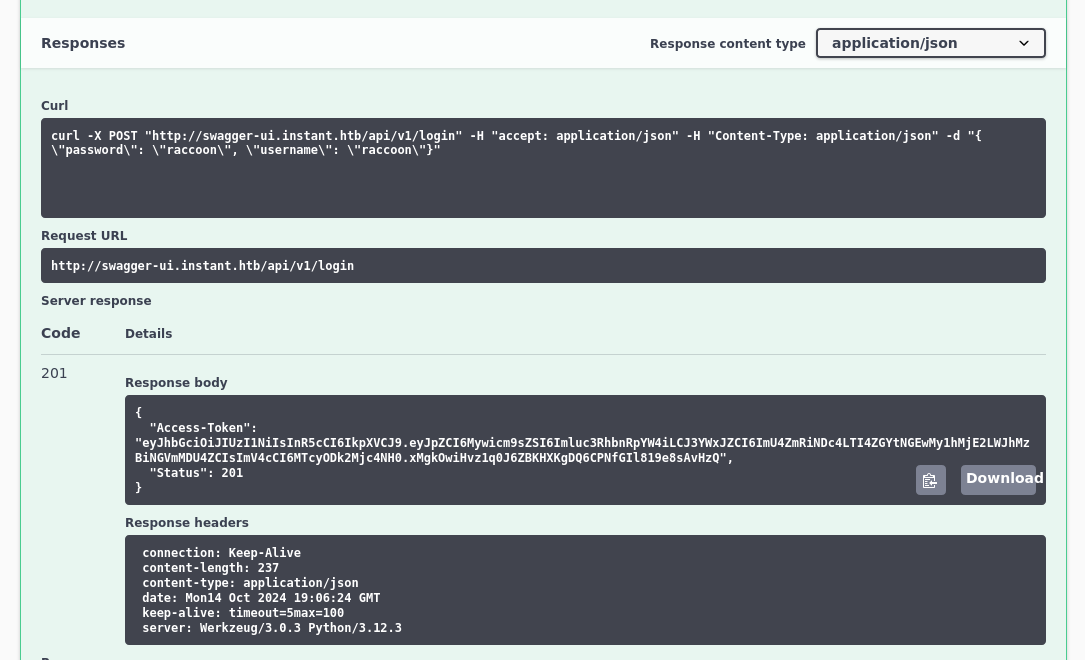 Responses
Response content type
application/json
Curl
curl -X POST "http://swagger-ui.instant.htb/api/v1/login" -H "accept: application/json" -H "Content-Type: application/json" -d "{
\"password\": \"raccoon\", \"username\": \"raccoon\"}"
Request URL
http://swagger-ui.instant.htb/api/v1/login
Server response
Code
Details
201
Response body
{
"Access-Token":
"eyJhbGciOiJIUzI1NiIsInR5cCI6IkpXVCJ9.eyJpZCI6Mywicm9sZSI6Imluc3RhbnRpYW4iLCJ3YWxJZCI6ImU4ZmRiNDc4LTI4ZGYtNGEwMy1hMjE2LWJhMz
BiNGVmMDU4ZCIsImV4cCI6MTcyODk2Mjc4NH0.xMgkOwiHvz1q0J6ZBKHXKgDQ6CPNfGIl819e8sAvHzQ",
"Status": 201
}
Download
Response headers
connection: Keep-Alive
content-length: 237
content-type: application/json
date: Mon14 Oct 2024 19:06:24 GMT
keep-alive: timeout=5max=100
server: Werkzeug/3.0.3 Python/3.12.3